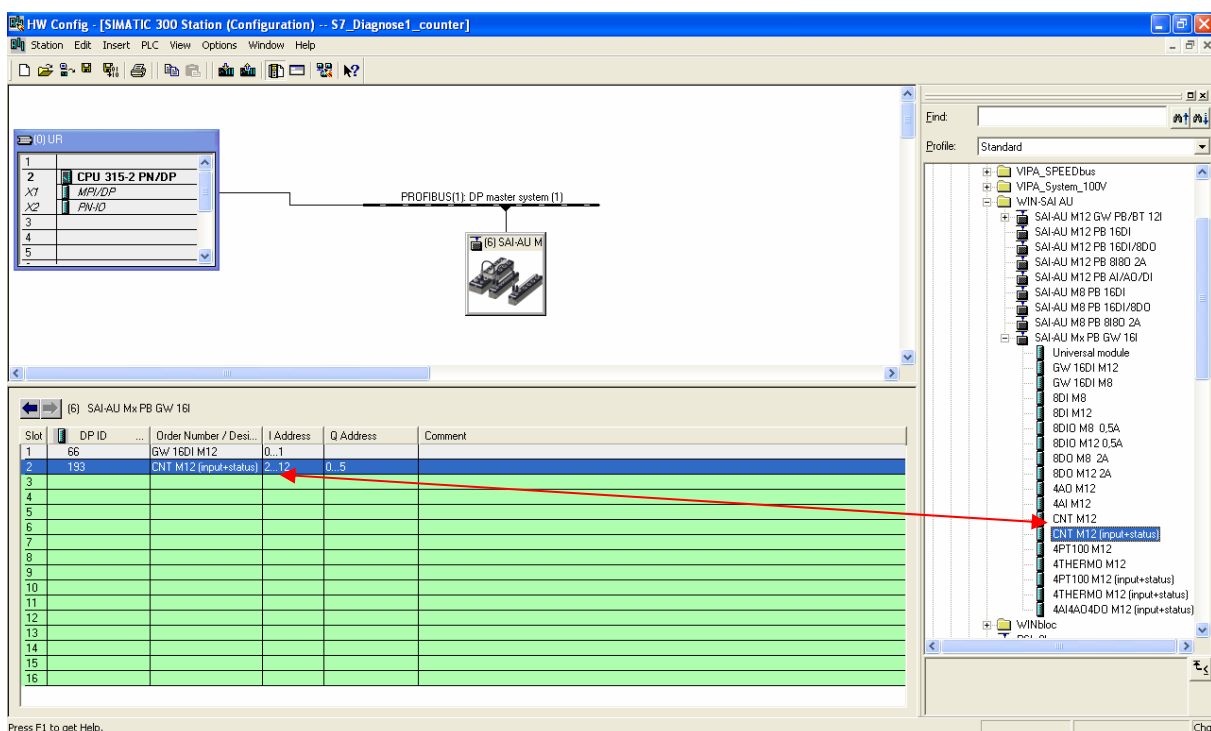 HW Config - [SIMATIC 300 Station (Configuration) -- S7_Diagnose1_counter]
Station Edit Insert PLC View Options Window Help
(0) UR
1
2 CPU 315-2 PN/DP
X1 MPI/DP
X2 PN-IO
3
4
5
PROFIBUS(1): DP master system (1)
(6) SAI-AU M
(6) SAI-AU Mx PB GW 16I
Slot DP ID ... Order Number / Desi... I Address Q Address Comment
1 66 GW 16DI M12 0...1
2 193 CNT M12 (input+status) 2...12 0...5
3
4
5
6
7
8
9
10
11
12
13
14
15
16
Find:
Profile: Standard
VIPA_SPEEDbus
VIPA_System_100V
WIN-SAI AU
SAI-AU M12 GW PB/BT 12I
SAI-AU M12 PB 16DI
SAI-AU M12 PB 16DI/8DO
SAI-AU M12 PB 8I8O 2A
SAI-AU M12 PB AI/AO/DI
SAI-AU M8 PB 16DI
SAI-AU M8 PB 16DI/8DO
SAI-AU M8 PB 8I8O 2A
SAI-AU Mx PB GW 16I
Universal module
GW 16DI M12
GW 16DI M8
8DI M8
8DI M12
8DIO M8 0,5A
8DIO M12 0,5A
8DO M8 2A
8DO M12 2A
4AO M12
4AI M12
CNT M12
CNT M12 (input+status)
4PT100 M12
4THERMO M12
4PT100 M12 (input+status)
4THERMO M12 (input+status)
4AI4AO4DO M12 (input+status)
WINbloc
Press F1 to get Help.
Chg